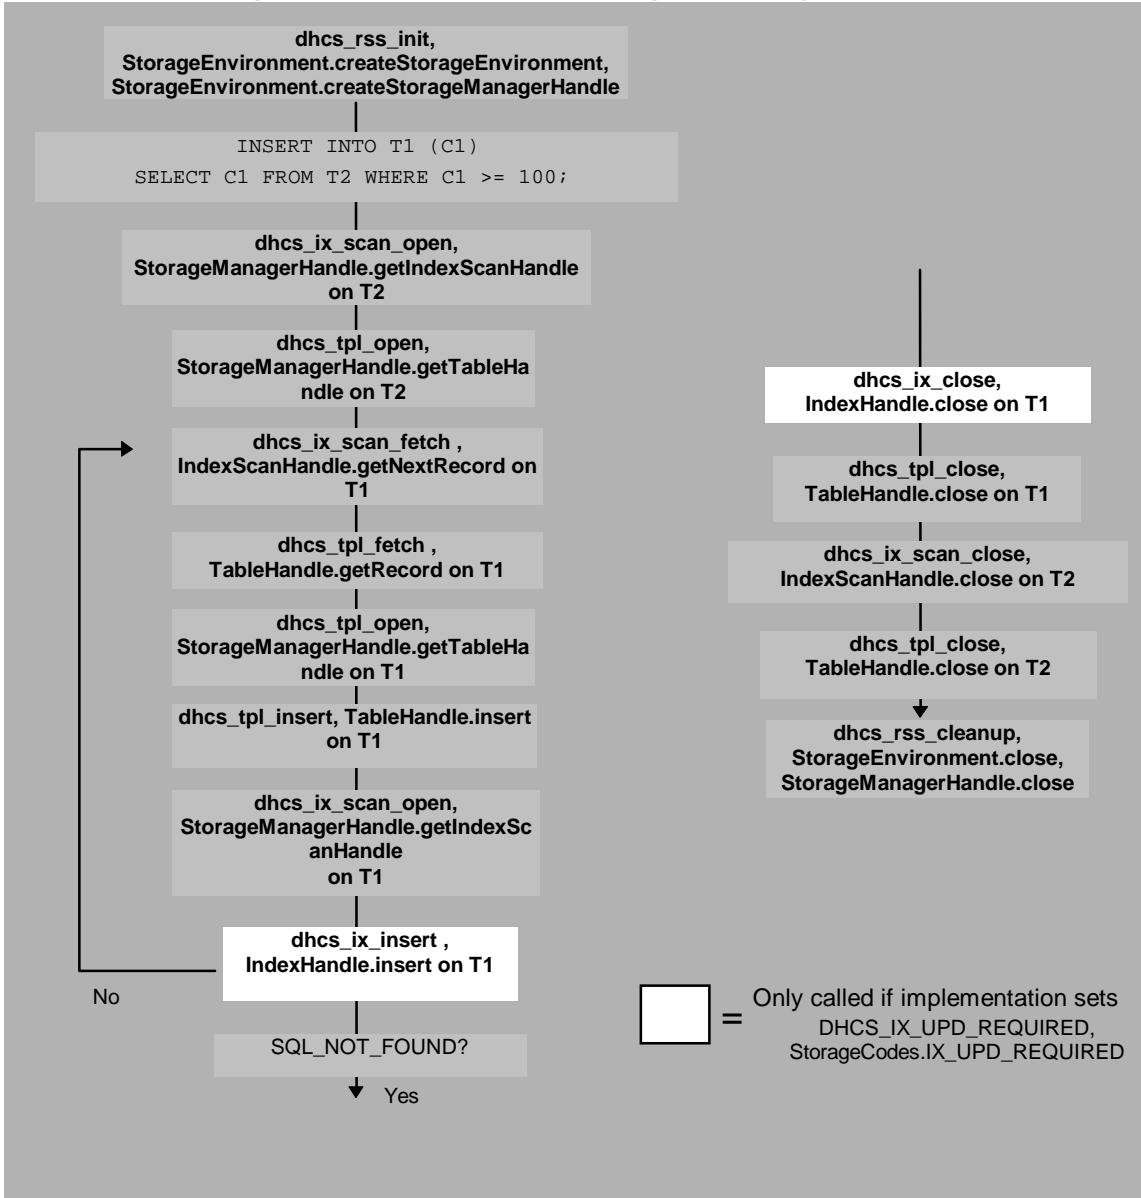 dhcs_rss_init,
StorageEnvironment.createStorageEnvironment,
StorageEnvironment.createStorageManagerHandle
INSERT INTO T1 (C1)
SELECT C1 FROM T2 WHERE C1 >= 100;
dhcs_ix_scan_open,
StorageManagerHandle.getIndexScanHandle
on T2
dhcs_tpl_open,
StorageManagerHandle.getTableHa
ndle on T2
dhcs_ix_scan_fetch ,
IndexScanHandle.getNextRecord on
T1
dhcs_tpl_fetch ,
TableHandle.getRecord on T1
dhcs_tpl_open,
StorageManagerHandle.getTableHa
ndle on T1
dhcs_tpl_insert, TableHandle.insert
on T1
dhcs_ix_scan_open,
StorageManagerHandle.getIndexSc
anHandle
on T1
dhcs_ix_insert ,
IndexHandle.insert on T1
No
SQL_NOT_FOUND?
Yes
dhcs_ix_close,
IndexHandle.close on T1
dhcs_tpl_close,
TableHandle.close on T1
dhcs_ix_scan_close,
IndexScanHandle.close on T2
dhcs_tpl_close,
TableHandle.close on T2
dhcs_rss_cleanup,
StorageEnvironment.close,
StorageManagerHandle.close
= Only called if implementation sets
DHCS_IX_UPD_REQUIRED,
StorageCodes.IX_UPD_REQUIRED